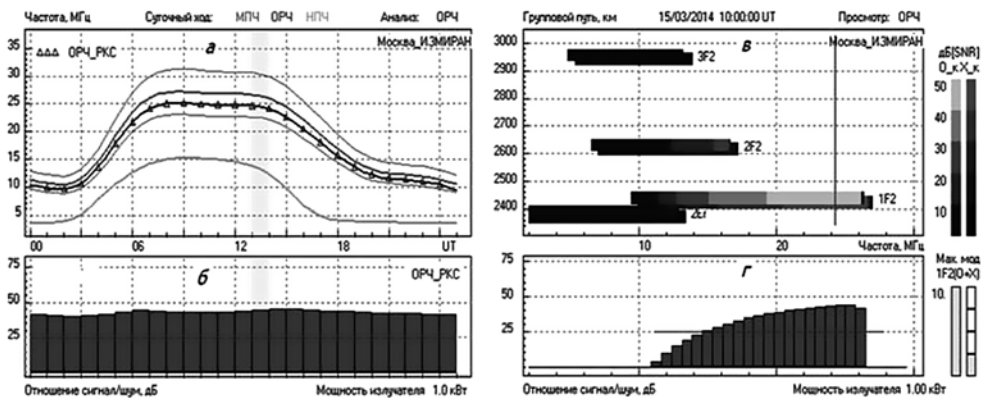 Частота, МГц Суточный ход: МПЧ ОРЧ НПЧ Анализ: ОРЧ
а Москва_ИЗМИРАН
ΔΔΔ ОРЧ_РКС
35
30
25
20
15
10
5
00 06 12 18 UT
75 б ОРЧ_РКС
50
25
Отношение сигнал/шум, дБ Мощность излучателя 1.0 кВт
Групповой путь, км 15/03/2014 10:00:00 UT Просмотр: ОРЧ
в Москва_ИЗМИРАН
3000
2900
2800
2700
2600
2500
2400
3F2
2F2
1F2
10 20 Частота, МГц
дБ(SNR)
О_к X_к
50
40
30
20
10
75 г
50
25
Мак. мод
1F2(O+X)
10.
Отношение сигнал/шум, дБ Мощность излучателя 1.00 кВт